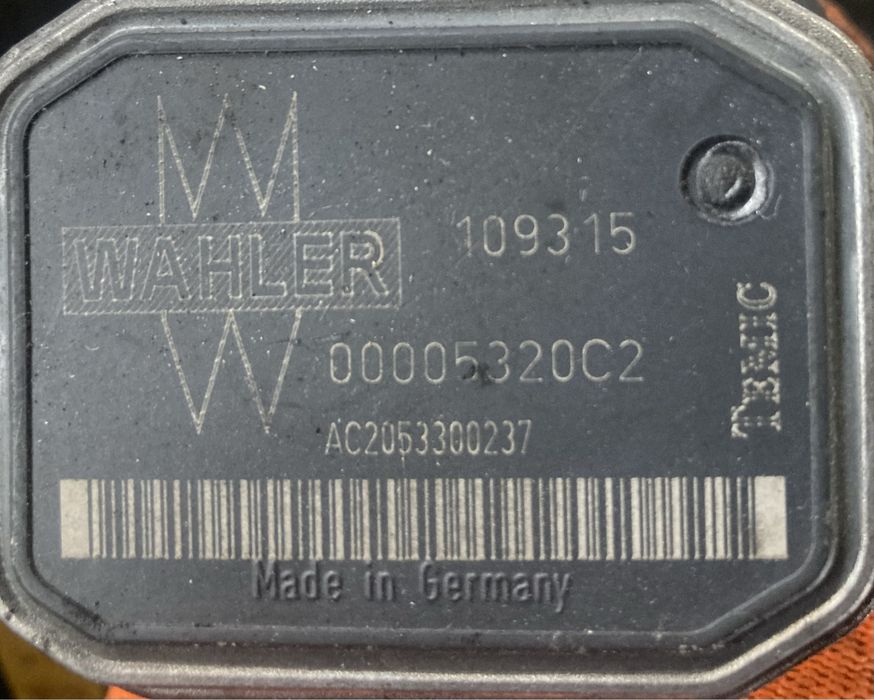 WAHLER
109315
00005320C2
AC2053300237
TEMIC
Made in Germany